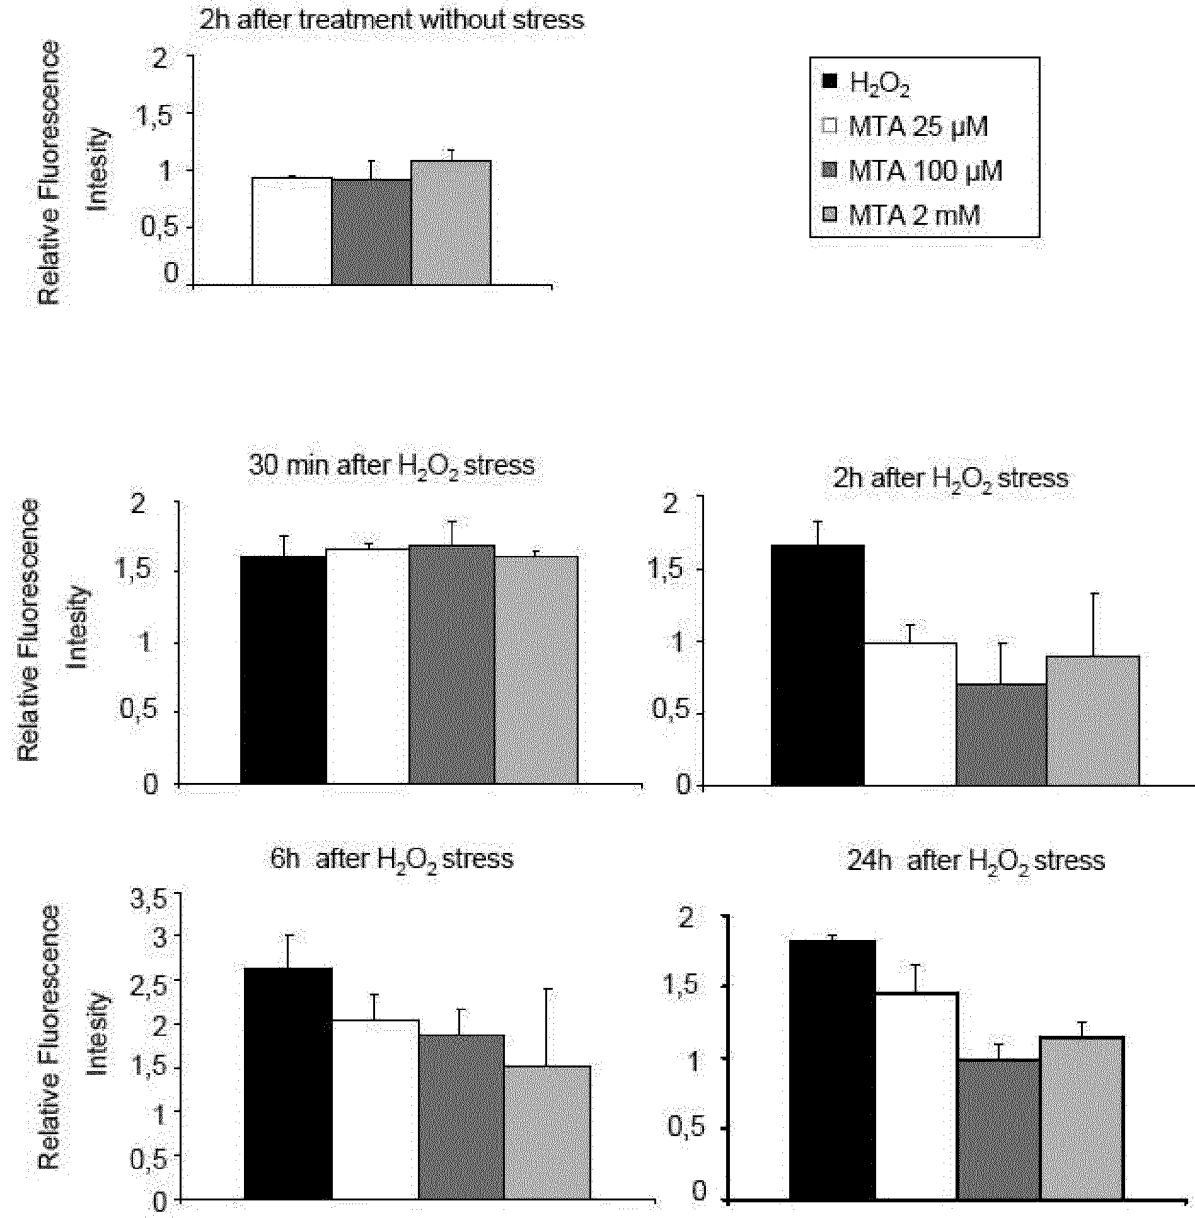 2h after treatment without stress
Relative Fluorescence
Intesity
2
1,5
1
0,5
0
H₂O₂
MTA 25 µM
MTA 100 µM
MTA 2 mM
30 min after H₂O₂ stress
Relative Fluorescence
Intesity
2
1,5
1
0,5
0
2h after H₂O₂ stress
2
1,5
1
0,5
0
6h after H₂O₂ stress
Relative Fluorescence
Intesity
3,5
3
2,5
2
1,5
1
0,5
0
24h after H₂O₂ stress
2
1,5
1
0,5
0